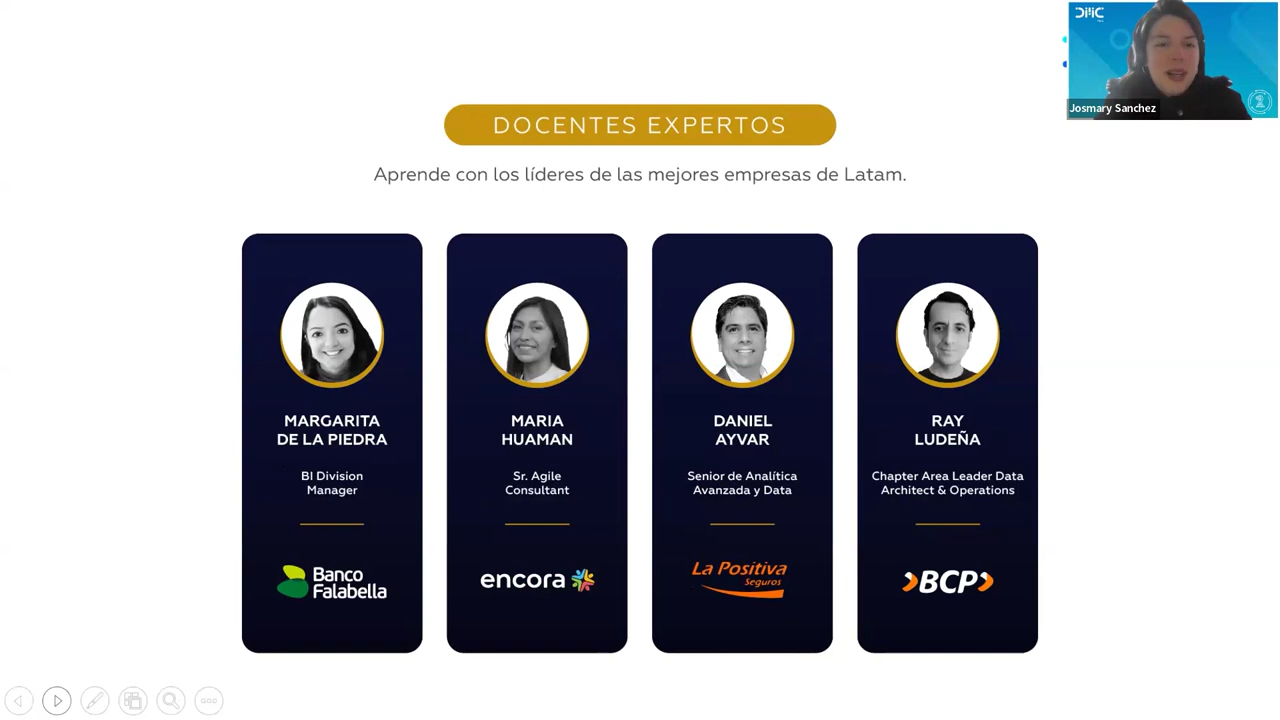 DMC
Josmary Sanchez
DOCENTES EXPERTOS
Aprende con los líderes de las mejores empresas de Latam.
MARGARITA
DE LA PIEDRA
BI Division
Manager
Banco
Falabella
MARIA
HUAMAN
Sr. Agile
Consultant
encora
DANIEL
AYVAR
Senior de Analítica
Avanzada y Data
La Positiva
Seguros
RAY
LUDEÑA
Chapter Area Leader Data
Architect & Operations
BCP